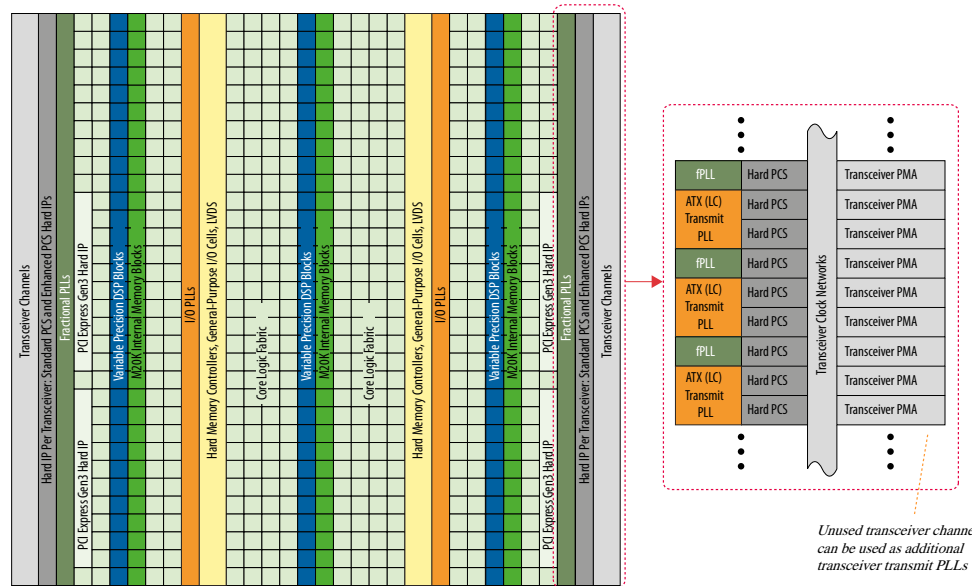 Transceiver Channels
Hard IP Per Transceiver: Standard PCS and Enhanced PCS Hard IPs
Fractional PLLs
PCI Express Gen3 Hard IP
PCI Express Gen3 Hard IP
Variable Precision DSP Blocks
M20K Internal Memory Blocks
I/O PLLs
Hard Memory Controllers, General-Purpose I/O Cells, LVDS
Core Logic Fabric
Variable Precision DSP Blocks
M20K Internal Memory Blocks
Core Logic Fabric
Hard Memory Controllers, General-Purpose I/O Cells, LVDS
I/O PLLs
Variable Precision DSP Blocks
M20K Internal Memory Blocks
PCI Express Gen3 Hard IP
PCI Express Gen3 Hard IP
Fractional PLLs
Hard IP Per Transceiver: Standard PCS and Enhanced PCS Hard IPs
Transceiver Channels
fPLL
ATX (LC)
Transmit
PLL
fPLL
ATX (LC)
Transmit
PLL
fPLL
ATX (LC)
Transmit
PLL
Hard PCS
Hard PCS
Hard PCS
Hard PCS
Hard PCS
Hard PCS
Hard PCS
Hard PCS
Hard PCS
Transceiver Clock Networks
Transceiver PMA
Transceiver PMA
Transceiver PMA
Transceiver PMA
Transceiver PMA
Transceiver PMA
Transceiver PMA
Transceiver PMA
Transceiver PMA
Unused transceiver
can be used as additional
transceiver transmit PLLs